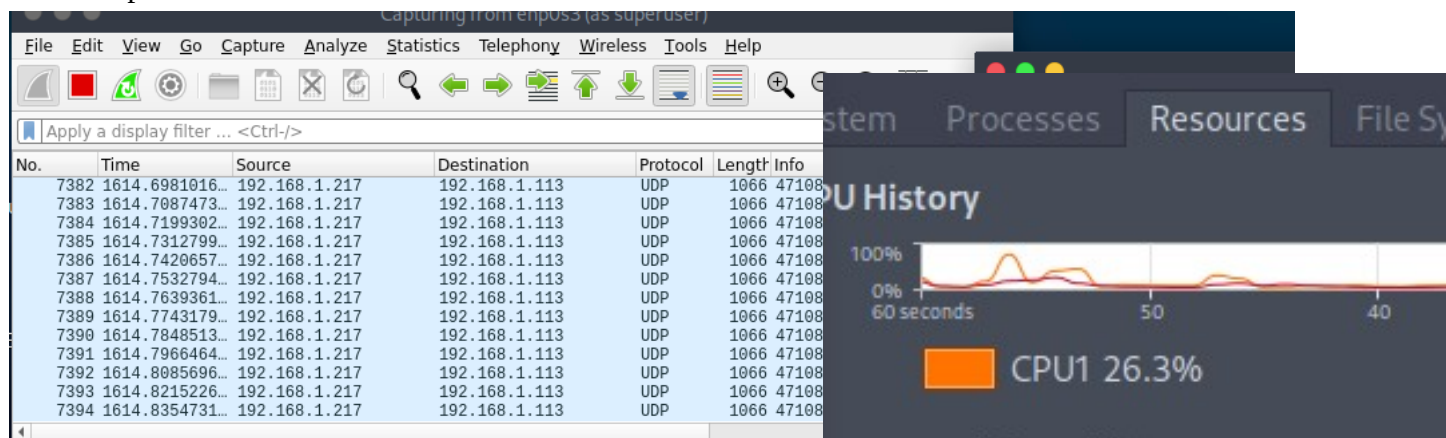 Capturing from enp0s3 (as superuser)
File Edit View Go Capture Analyze Statistics Telephony Wireless Tools Help
Apply a display filter ... <Ctrl-/>
No. Time Source Destination Protocol Length Info
7382 1614.6981016… 192.168.1.217 192.168.1.113 UDP 1066 47108
7383 1614.7087473… 192.168.1.217 192.168.1.113 UDP 1066 47108
7384 1614.7199302… 192.168.1.217 192.168.1.113 UDP 1066 47108
7385 1614.7312799… 192.168.1.217 192.168.1.113 UDP 1066 47108
7386 1614.7420657… 192.168.1.217 192.168.1.113 UDP 1066 47108
7387 1614.7532794… 192.168.1.217 192.168.1.113 UDP 1066 47108
7388 1614.7639361… 192.168.1.217 192.168.1.113 UDP 1066 47108
7389 1614.7743179… 192.168.1.217 192.168.1.113 UDP 1066 47108
7390 1614.7848513… 192.168.1.217 192.168.1.113 UDP 1066 47108
7391 1614.7966464… 192.168.1.217 192.168.1.113 UDP 1066 47108
7392 1614.8085696… 192.168.1.217 192.168.1.113 UDP 1066 47108
7393 1614.8215226… 192.168.1.217 192.168.1.113 UDP 1066 47108
7394 1614.8354731… 192.168.1.217 192.168.1.113 UDP 1066 47108
stem Processes Resources File Sy
PU History
100%
0%
60 seconds 50 40
CPU1 26.3%